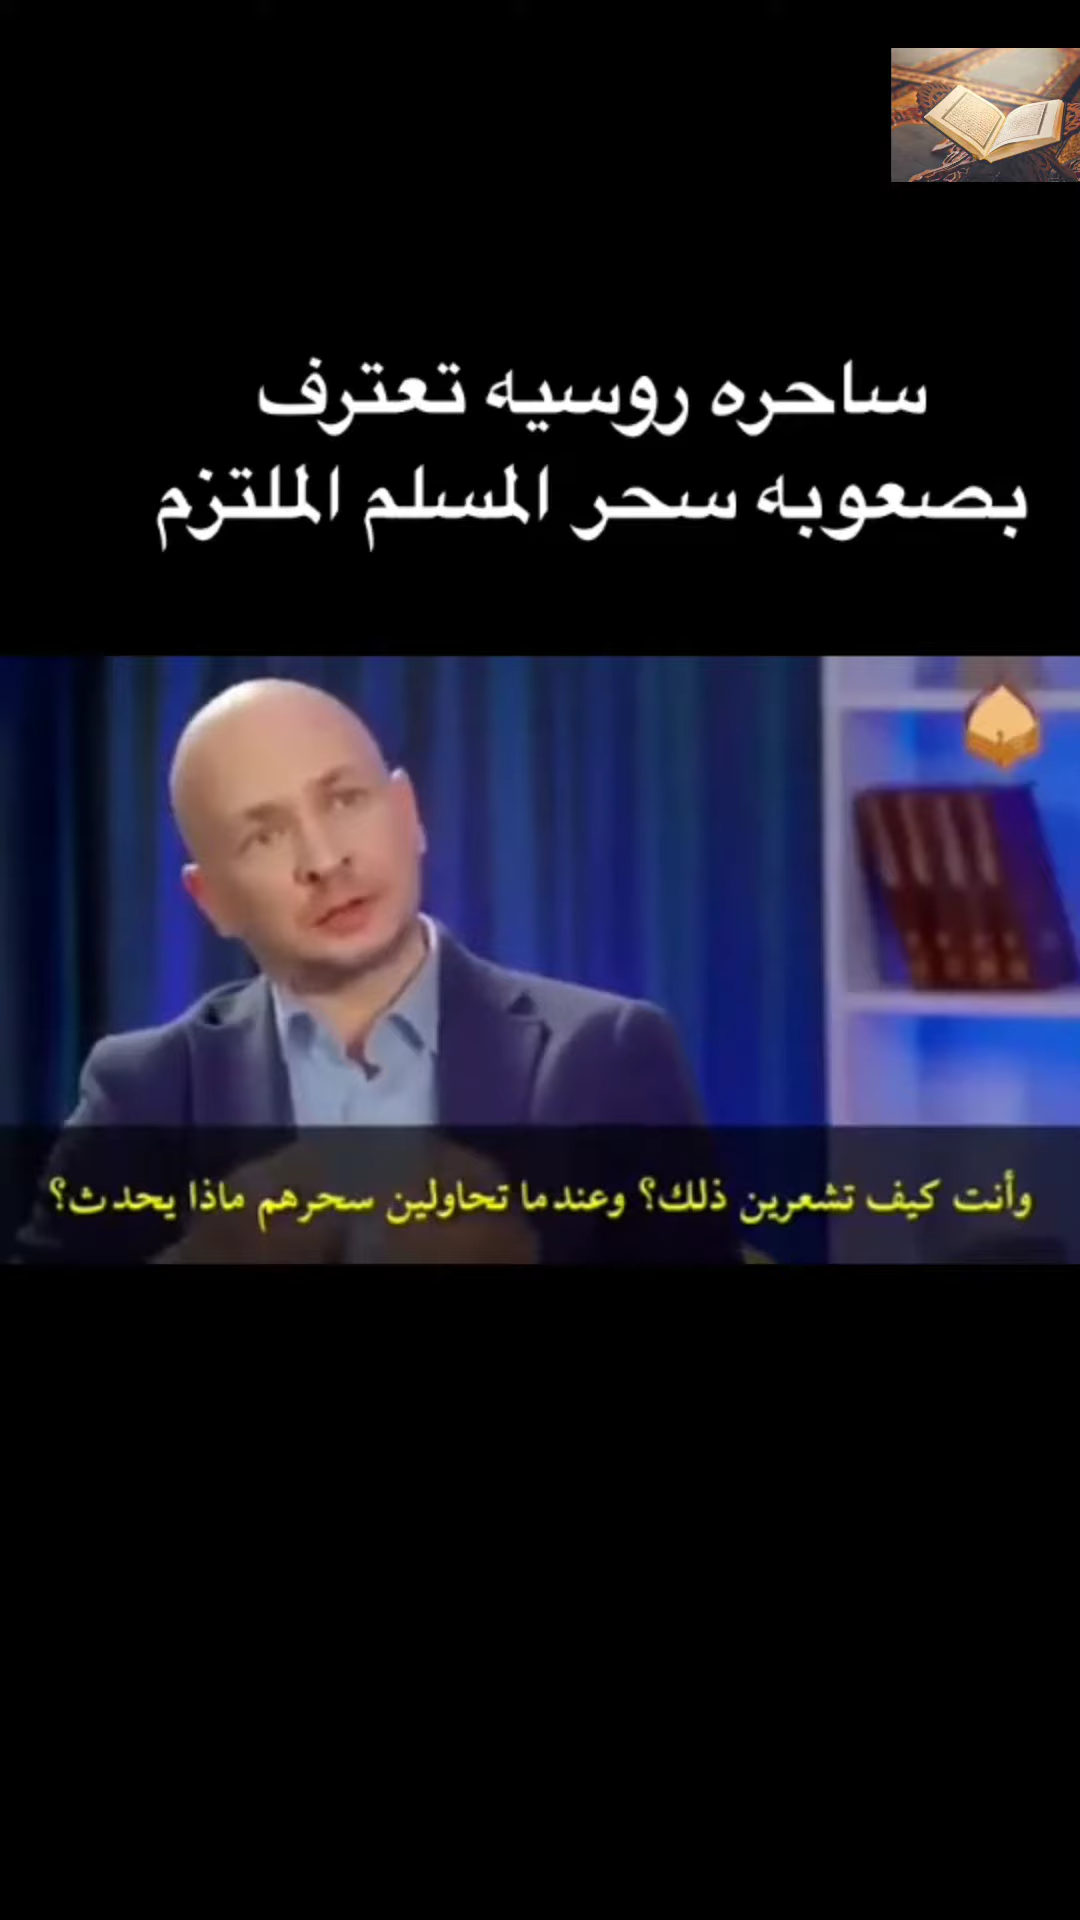 ساحره روسيه تعترف
بصعوبه سحر المسلم الملتزم
وأنت كيف تشعرين ذلك؟ وعندما تحاولين سحرهم ماذا يحدث؟